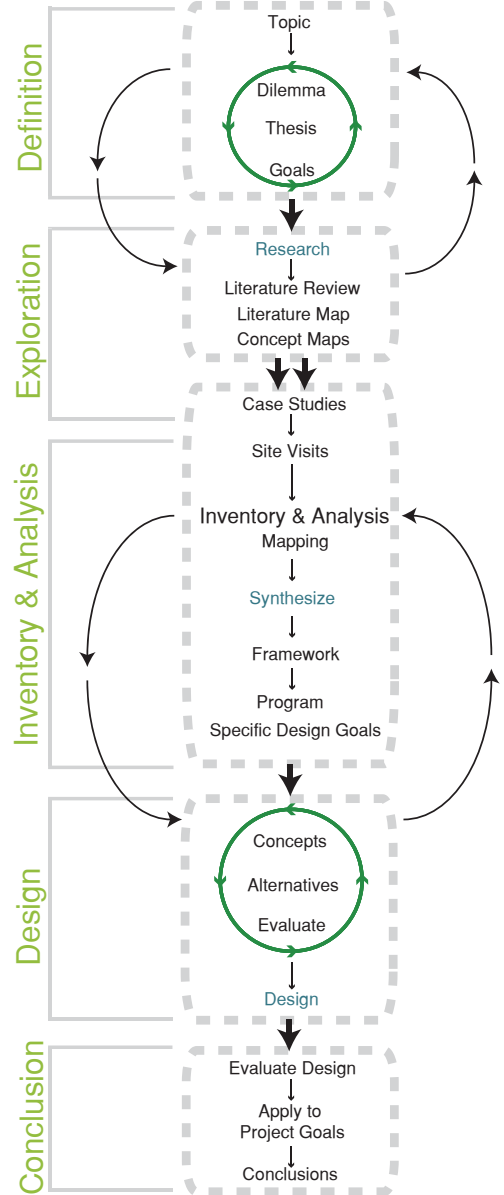 Definition
Topic
Dilemma
Thesis
Goals
Exploration
Research
Literature Review
Literature Map
Concept Maps
Case Studies
Inventory & Analysis
Site Visits
Inventory & Analysis
Mapping
Synthesize
Framework
Program
Specific Design Goals
Design
Concepts
Alternatives
Evaluate
Design
Conclusion
Evaluate Design
Apply to
Project Goals
Conclusions